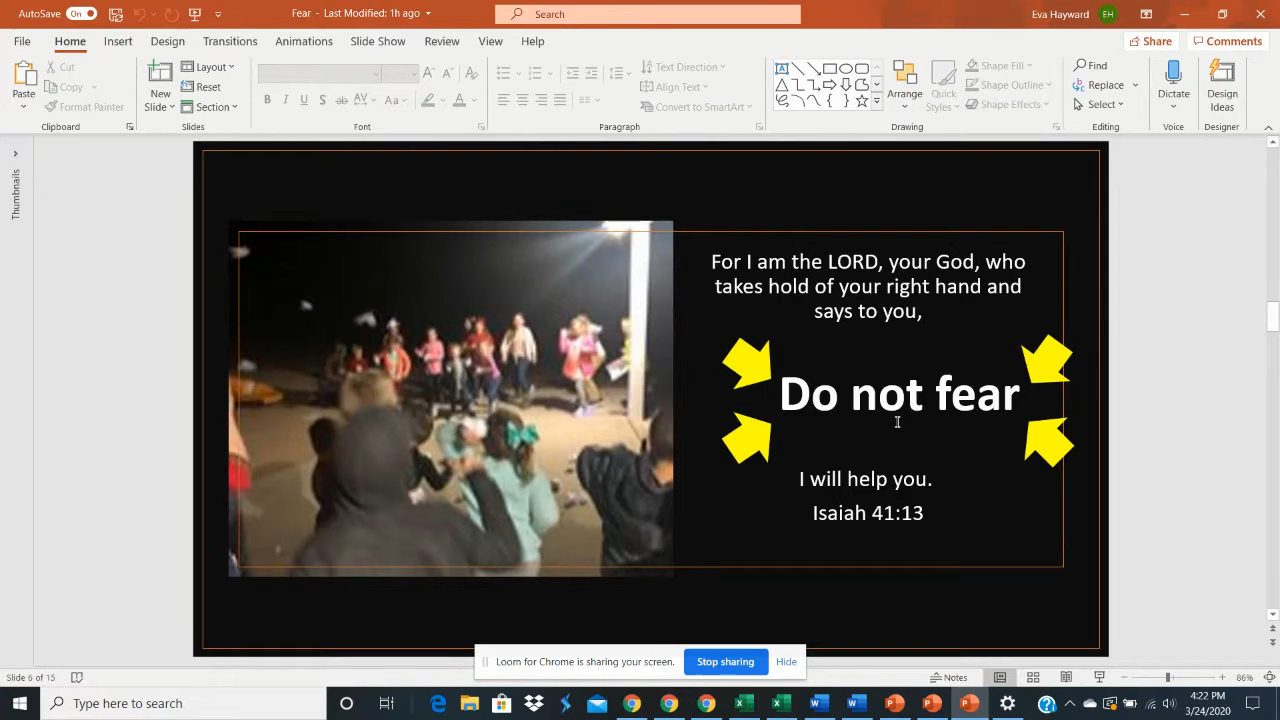 AutoSave On
Fear - Last Modified: 1h ago
Search
Eva Hayward EH
File Home Insert Design Transitions Animations Slide Show Review View Help
Share Comments
Paste
Cut
Copy
Format Painter
Clipboard
New Slide
Layout
Reset
Section
Slides
Font
Text Direction
Align Text
Convert to SmartArt
Paragraph
Arrange
Quick Styles
Shape Fill
Shape Outline
Shape Effects
Drawing
Find
Replace
Select
Editing
Dictate
Voice
Design Ideas
Designer
Thumbnails
For I am the LORD, your God, who
takes hold of your right hand and
says to you,
Do not fear
I will help you.
Isaiah 41:13
Loom for Chrome is sharing your screen. Stop sharing Hide
Slide 6 of 15
Notes
86%
Type here to search
4:22 PM
3/24/2020